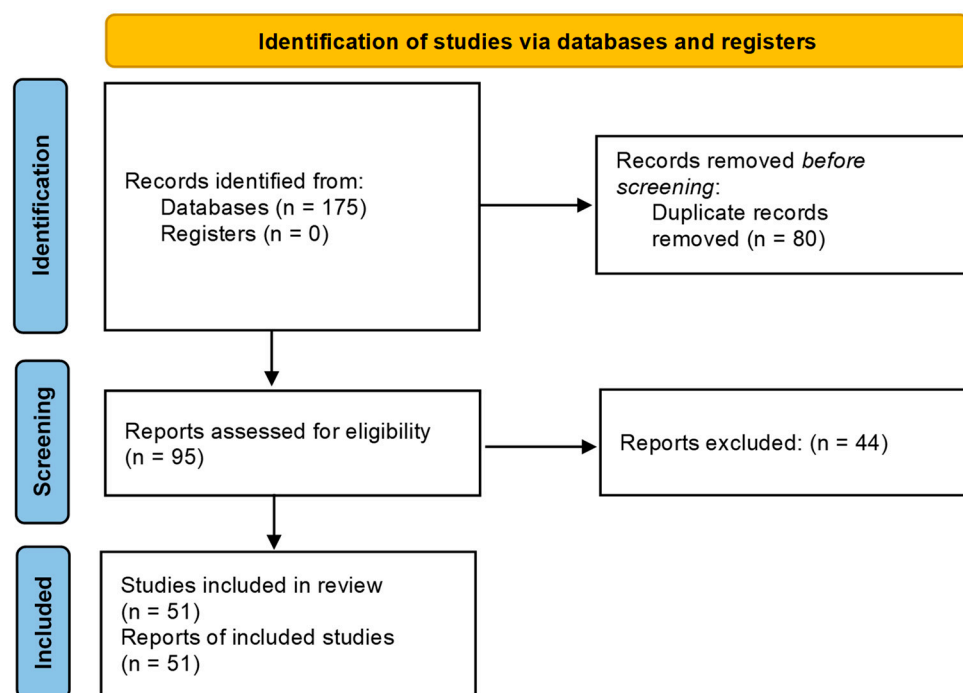 Identification of studies via databases and registers
Identification
Records identified from:
Databases (n = 175)
Registers (n = 0)
Records removed before
screening:
Duplicate records
removed (n = 80)
Screening
Reports assessed for eligibility
(n = 95)
Reports excluded: (n = 44)
Included
Studies included in review
(n = 51)
Reports of included studies
(n = 51)